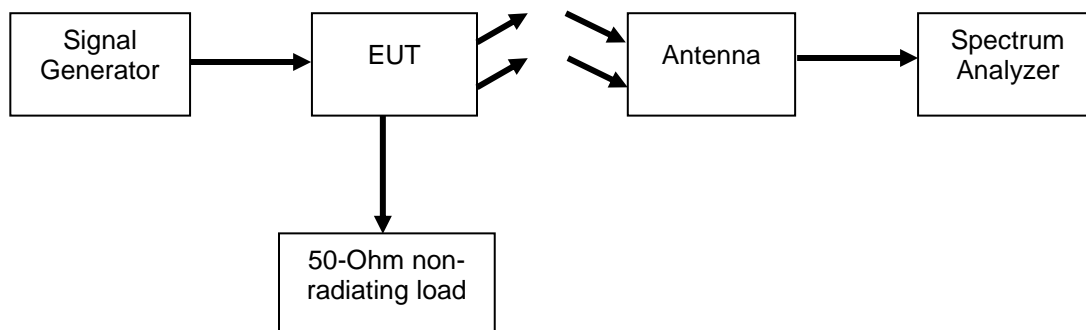 Signal
Generator
EUT
Antenna
Spectrum
Analyzer
50-Ohm non-
radiating load